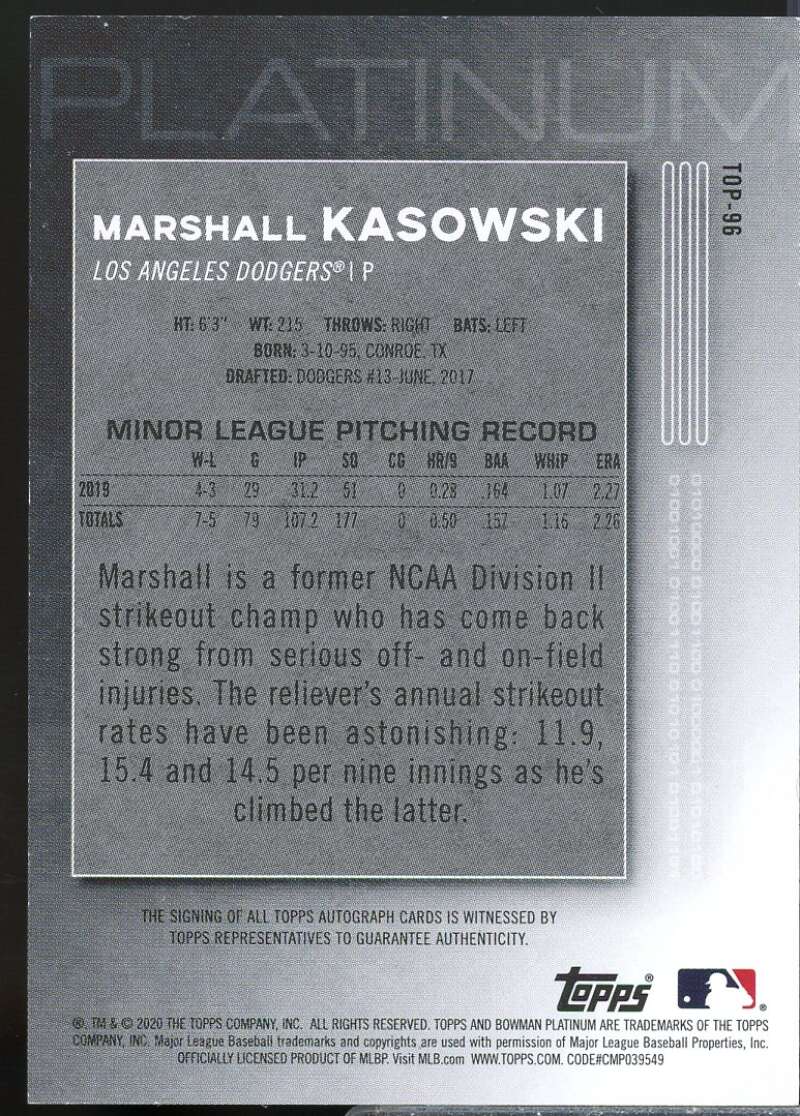 PLATINUM
TOP-96
MARSHALL KASOWSKI
LOS ANGELES DODGERS® | P
HT: 6'3" WT: 215 THROWS: RIGHT BATS: LEFT
BORN: 3-10-95, CONROE, TX
DRAFTED: DODGERS #13-JUNE, 2017
MINOR LEAGUE PITCHING RECORD
W-L G IP SO CG HR/9 BAA WHIP ERA
2019 4-3 29 31.2 51 0 0.28 .164 1.07 2.27
TOTALS 7-5 79 107.2 177 0 0.50 .157 1.16 2.26
Marshall is a former NCAA Division II
strikeout champ who has come back
strong from serious off- and on-field
injuries. The reliever's annual strikeout
rates have been astonishing: 11.9,
15.4 and 14.5 per nine innings as he's
climbed the latter.
THE SIGNING OF ALL TOPPS AUTOGRAPH CARDS IS WITNESSED BY
TOPPS REPRESENTATIVES TO GUARANTEE AUTHENTICITY.
topps®
®, TM & © 2020 THE TOPPS COMPANY, INC. ALL RIGHTS RESERVED. TOPPS AND BOWMAN PLATINUM ARE TRADEMARKS OF THE TOPPS
COMPANY, INC. Major League Baseball trademarks and copyrights are used with permission of Major League Baseball Properties, Inc.
OFFICIALLY LICENSED PRODUCT OF MLBP. Visit MLB.com WWW.TOPPS.COM. CODE#CMP039549